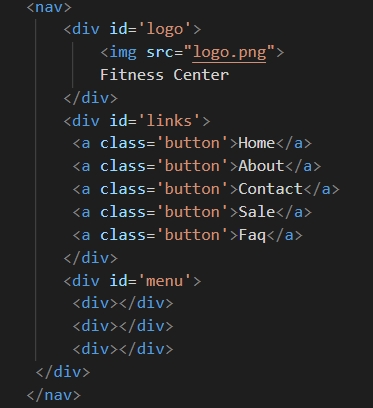 <nav>
<div id='logo'>
<img src="logo.png">
Fitness Center
</div>
<div id='links'>
<a class='button'>Home</a>
<a class='button'>About</a>
<a class='button'>Contact</a>
<a class='button'>Sale</a>
<a class='button'>Faq</a>
</div>
<div id='menu'>
<div></div>
<div></div>
<div></div>
</div>
</nav>